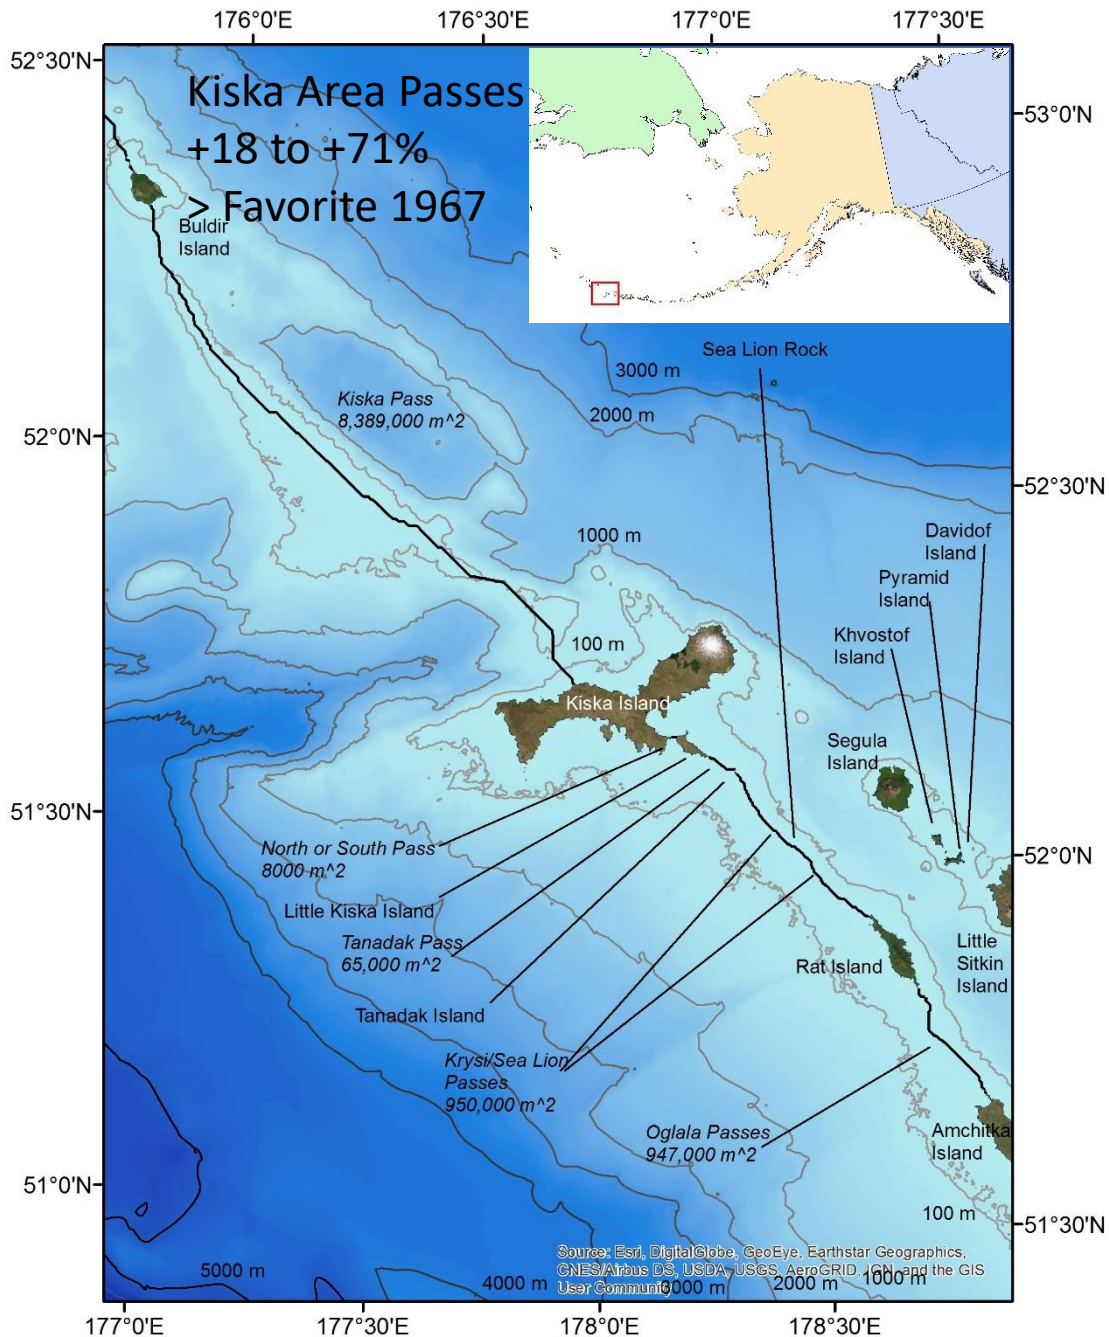 176°0'E
176°30'E
177°0'E
177°30'E
52°30'N
53°0'N
Kiska Area Passes
+18 to +71%
> Favorite 1967
Buldir
Island
Sea Lion Rock
3000 m
2000 m
Kiska Pass
8,389,000 m^2
52°0'N
52°30'N
1000 m
Davidof
Island
Pyramid
Island
Khvostof
Island
100 m
Kiska Island
Segula
Island
51°30'N
North or South Pass
8000 m^2
52°0'N
Little Kiska Island
Tanadak Pass
65,000 m^2
Rat Island
Little
Sitkin
Island
Tanadak Island
Krysi/Sea Lion
Passes
950,000 m^2
Oglala Passes
947,000 m^2
Amchitka
Island
51°0'N
100 m
51°30'N
Source: Esri, DigitalGlobe, GeoEye, Earthstar Geographics,
CNES/Airbus DS, USDA, USGS, AeroGRID, IGN, and the GIS
User Community
5000 m
4000 m
3000 m
2000 m
1000 m
177°0'E
177°30'E
178°0'E
178°30'E